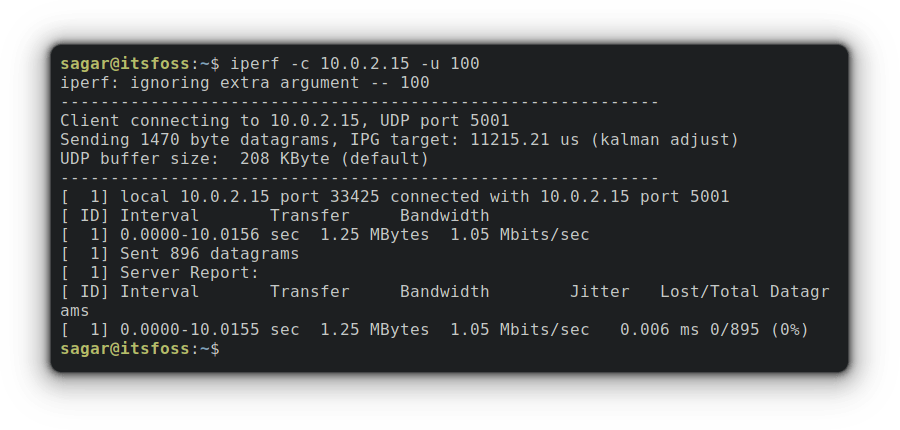 sagar@itsfoss:~$ iperf -c 10.0.2.15 -u 100
iperf: ignoring extra argument -- 100
------------------------------------------------------------
Client connecting to 10.0.2.15, UDP port 5001
Sending 1470 byte datagrams, IPG target: 11215.21 us (kalman adjust)
UDP buffer size:  208 KByte (default)
------------------------------------------------------------
[  1] local 10.0.2.15 port 33425 connected with 10.0.2.15 port 5001
[ ID] Interval       Transfer     Bandwidth
[  1] 0.0000-10.0156 sec  1.25 MBytes  1.05 Mbits/sec
[  1] Sent 896 datagrams
[  1] Server Report:
[ ID] Interval       Transfer     Bandwidth        Jitter   Lost/Total Datagr
ams
[  1] 0.0000-10.0155 sec  1.25 MBytes  1.05 Mbits/sec   0.006 ms 0/895 (0%)
sagar@itsfoss:~$